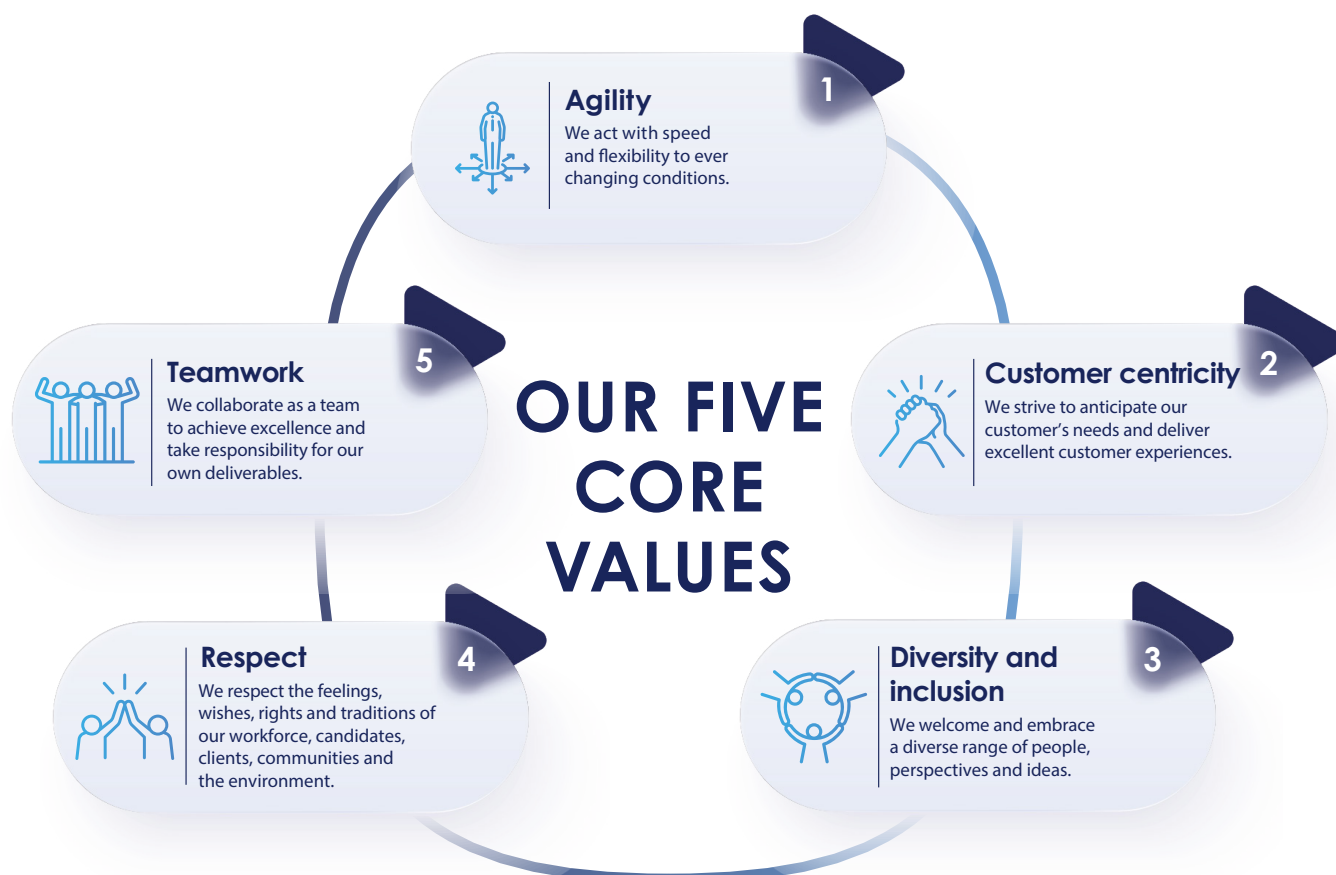 OUR FIVE
CORE
VALUES
1
Agility
We act with speed
and flexibility to ever
changing conditions.
2
Customer centricity
We strive to anticipate our
customer's needs and deliver
excellent customer experiences.
3
Diversity and
inclusion
We welcome and embrace
a diverse range of people,
perspectives and ideas.
4
Respect
We respect the feelings,
wishes, rights and traditions of
our workforce, candidates,
clients, communities and
the environment.
5
Teamwork
We collaborate as a team
to achieve excellence and
take responsibility for our
own deliverables.